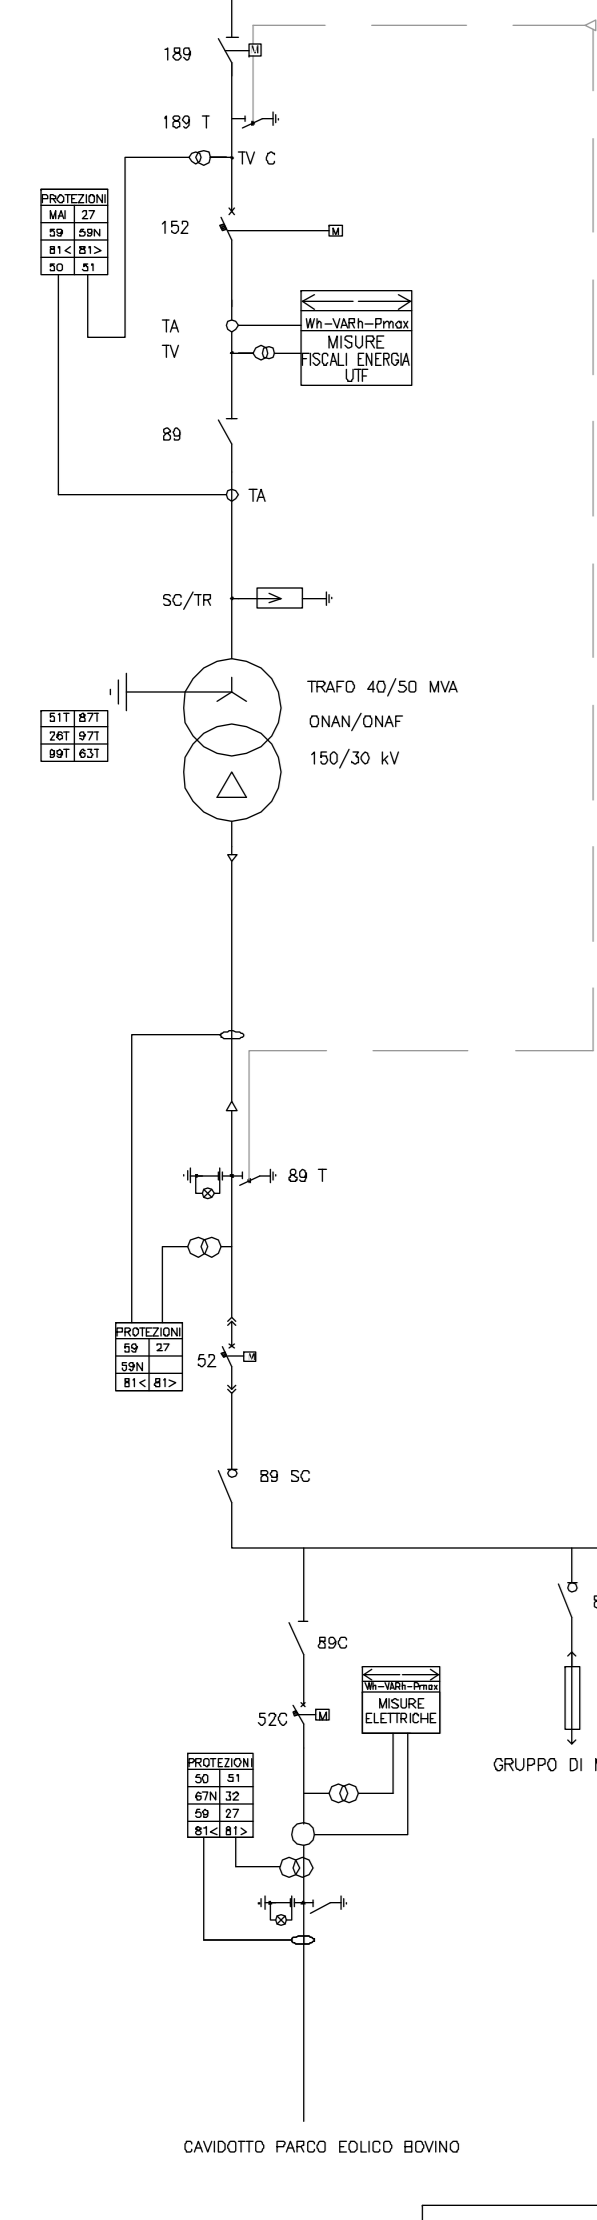 189
M
189 T
TV C
PROTEZIONI
MAI 27
59 59N
81< 81>
50 51
152
M
TA
Wh-VARh-Pmax
MISURE
FISCALI ENERGIA
UTF
TV
89
TA
SC/TR
TRAFO 40/50 MVA
ONAN/ONAF
150/30 kV
51T 87T
26T 97T
99T 63T
89 T
PROTEZIONI
59 27
59N
81< 81>
52
M
89 SC
8
89C
Wh-VARh-Pmax
MISURE
ELETTRICHE
52C
M
GRUPPO DI
PROTEZIONI
50 51
67N 32
59 27
81< 81>
CAVIDOTTO PARCO EOLICO BOVINO